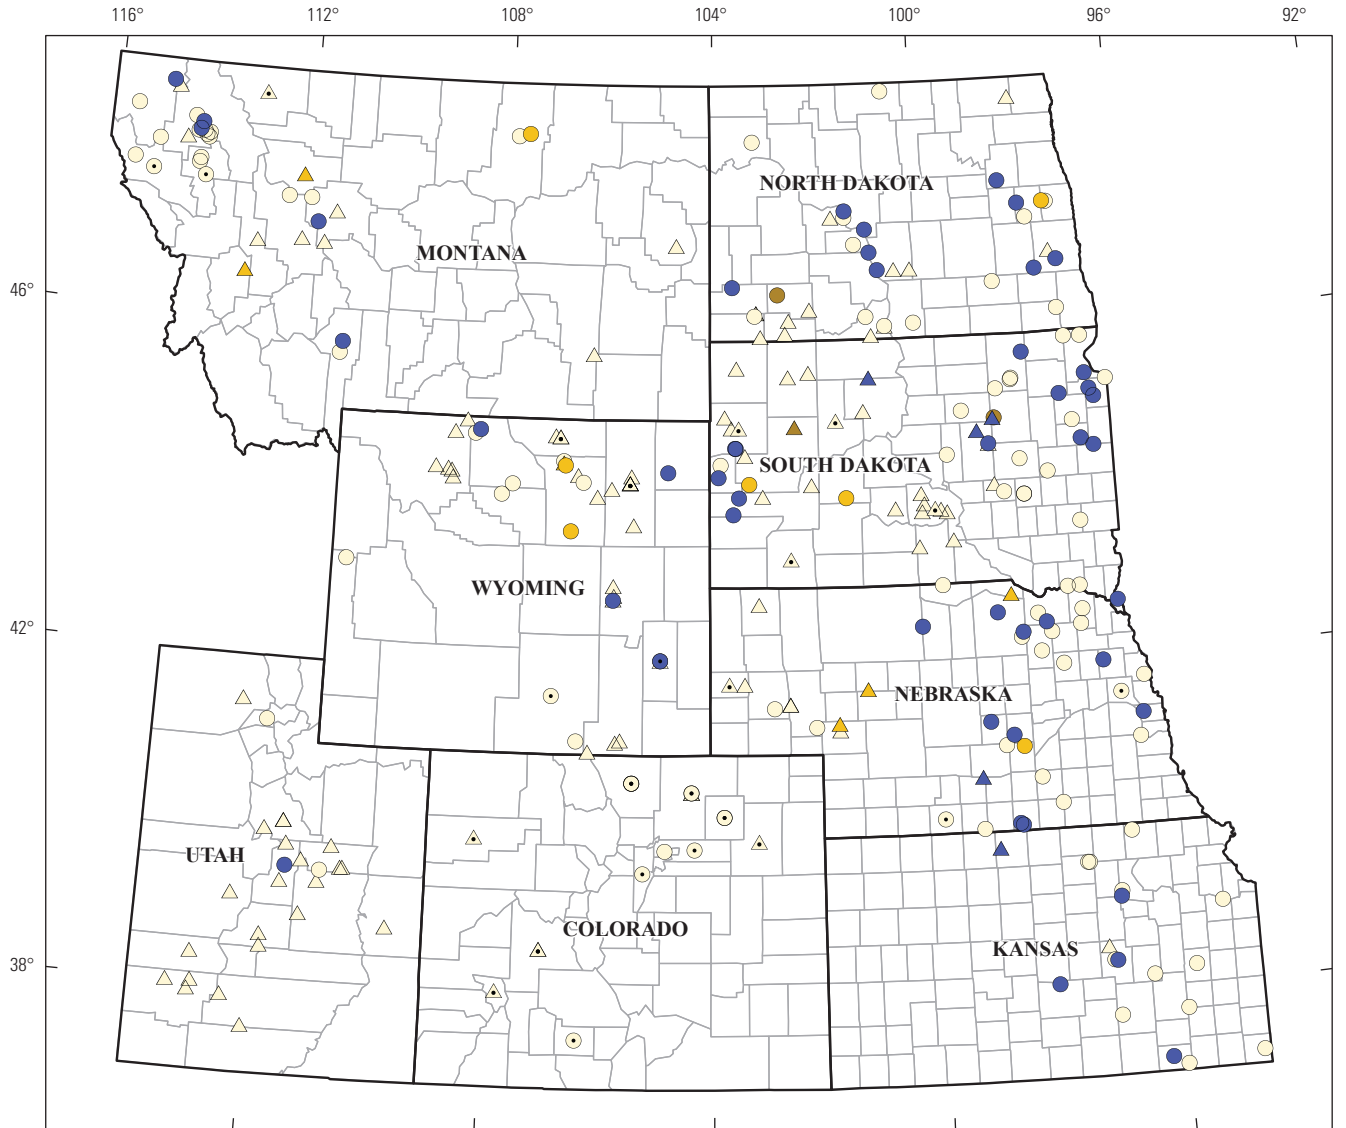 116° 112° 108° 104° 100° 96° 92°
NORTH DAKOTA
MONTANA
46°
SOUTH DAKOTA
WYOMING
42°
NEBRASKA
UTAH
COLORADO
KANSAS
38°